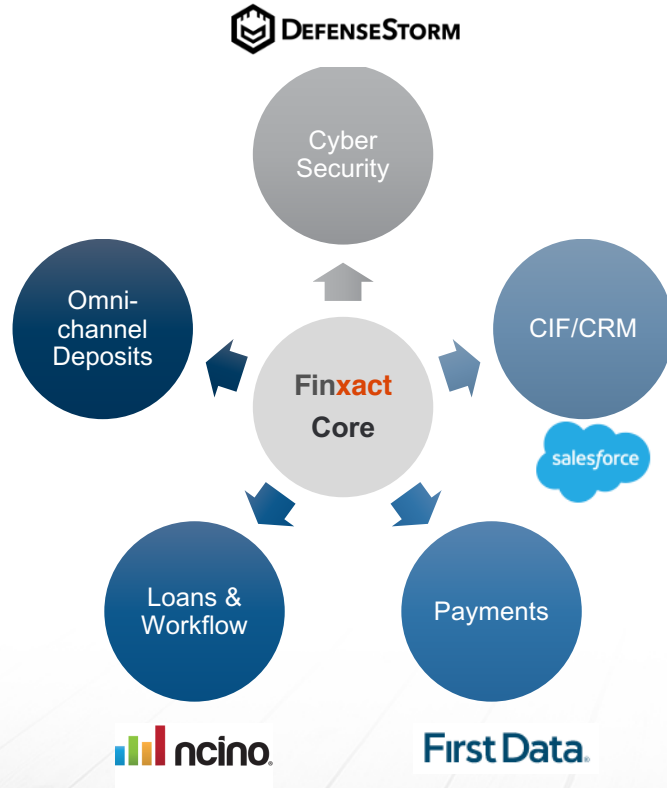 DEFENSESTORM
Cyber
Security
Omni-
channel
Deposits
CIF/CRM
Finxact
Core
salesforce
Loans &
Workflow
Payments
ncino.
First Data.